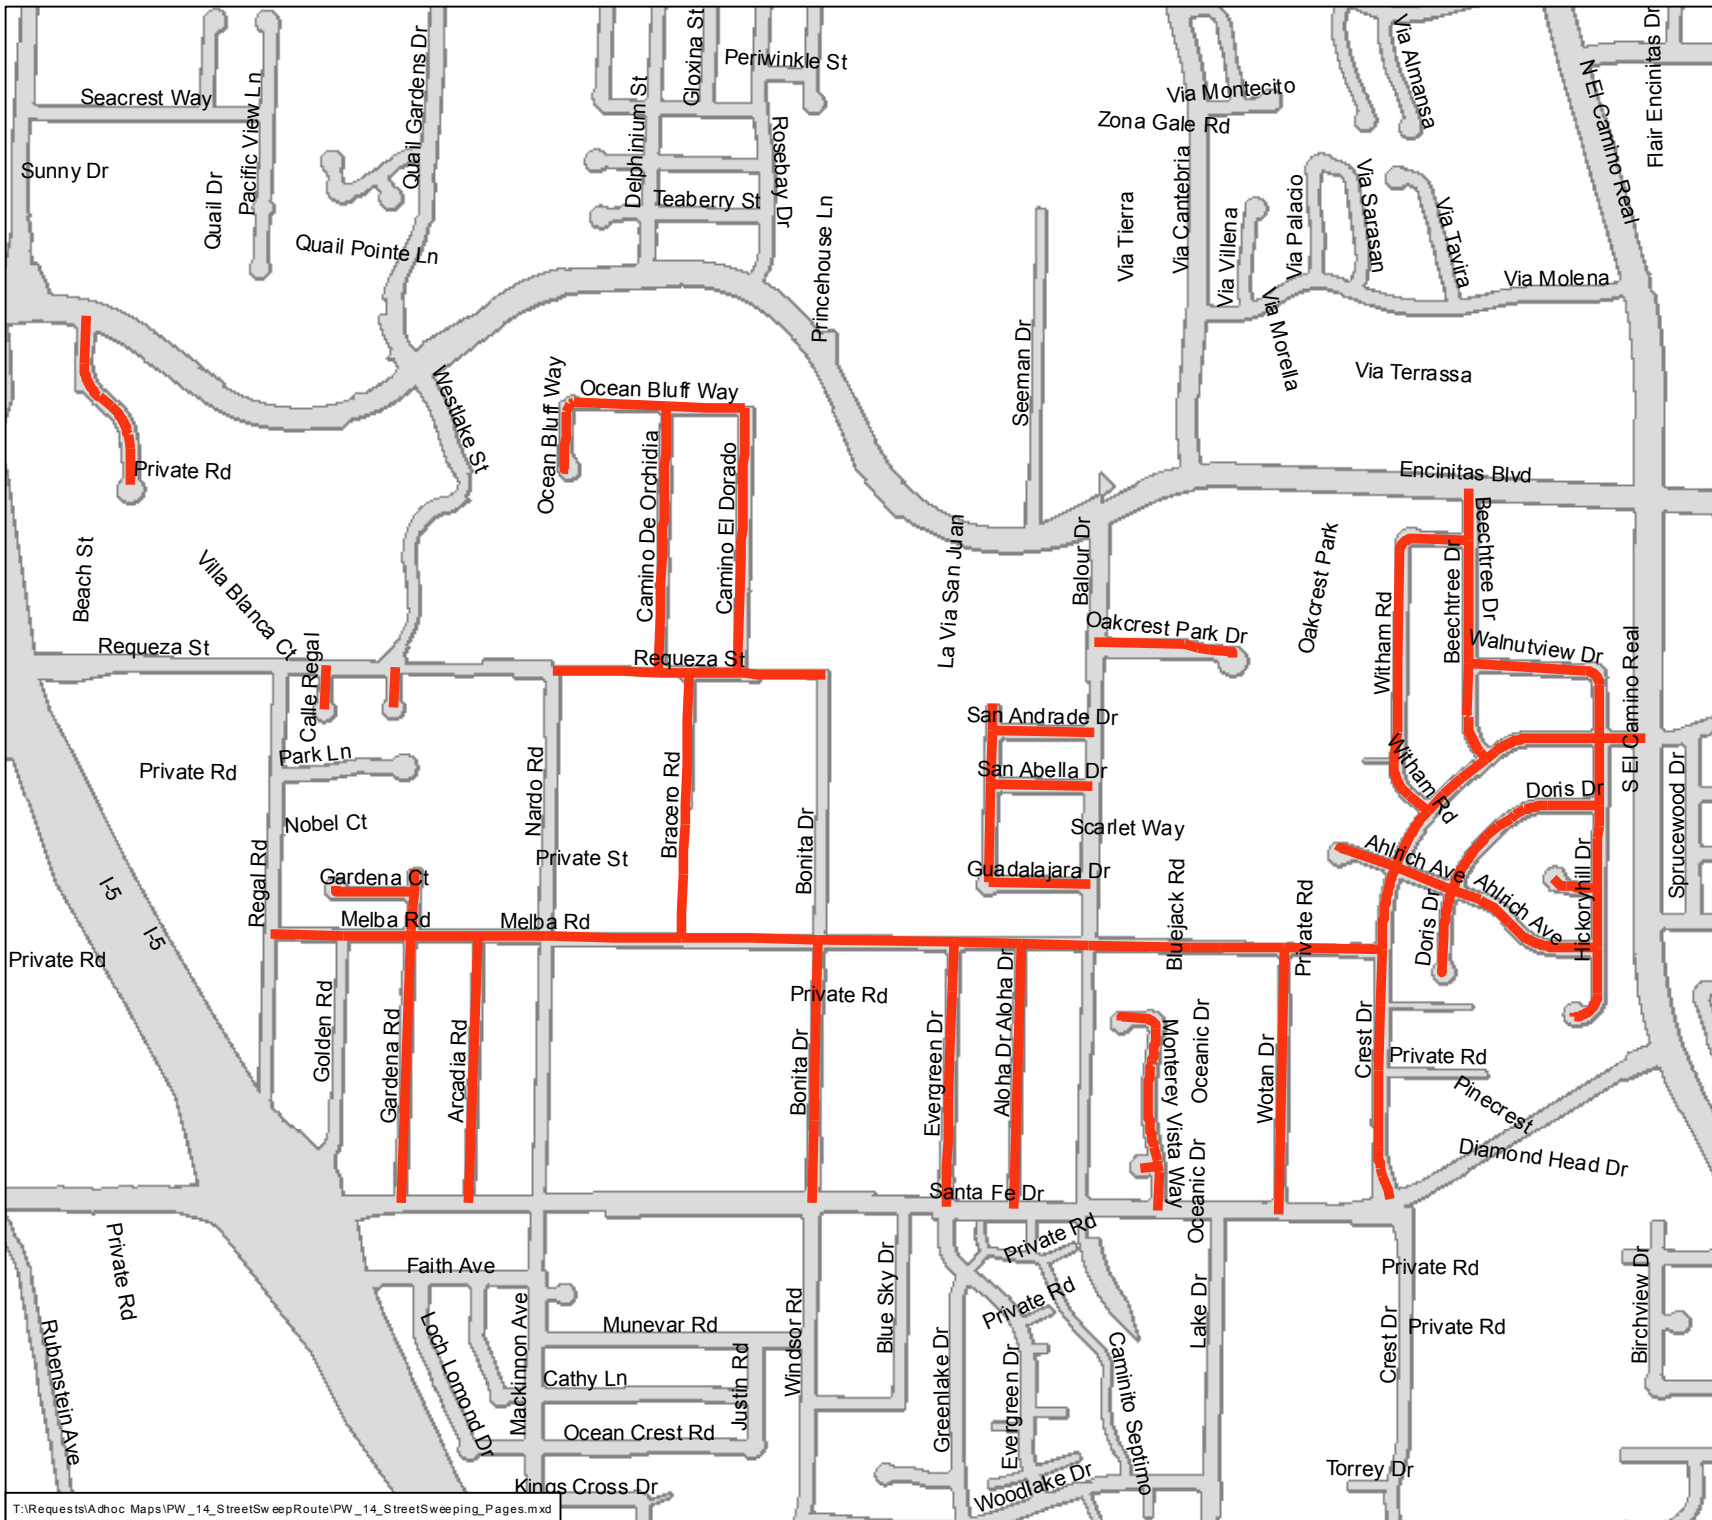 Seacrest Way
Pacific View Ln
Quail Gardens Dr
Delphinium St
Gloxina St
Periwinkle St
Via Montecito
Zona Gale Rd
Via Almansa
N El Camino Real
Flair Encinitas Dr
Sunny Dr
Quail Dr
Quail Pointe Ln
Teaberry St
Rosebay Dr
Princehouse Ln
Via Tierra
Via Cantebria
Via Villena
Via Palacio
Via Sarasan
Via Tavira
Via Molena
Via Morella
Via Terrassa
Seeman Dr
Westlake St
Ocean Bluff Way
Ocean Bluff Way
Private Rd
Camino De Orchidia
Camino El Dorado
Encinitas Blvd
Beach St
Villa Blanca Ct
La Via San Juan
Balour Dr
Oakcrest Park
Beechtree Dr
Beechtree Dr
Witham Rd
Requeza St
Calle Regal
Requeza St
Oakcrest Park Dr
Walnutview Dr
S El Camino Real
San Andrade Dr
Park Ln
Private Rd
Nardo Rd
Bracero Rd
San Abella Dr
Witham Rd
Doris Dr
Sprucewood Dr
Nobel Ct
Scarlet Way
Private St
Bonita Dr
Guadalajara Dr
Ahlrich Ave
Ahlrich Ave
Hickoryhill Dr
I-5
I-5
Regal Rd
Gardena Ct
Melba Rd
Melba Rd
Bluejack Rd
Private Rd
Doris Dr
Private Rd
Private Rd
Golden Rd
Gardena Rd
Arcadia Rd
Bonita Dr
Evergreen Dr
Aloha Dr
Aloha Dr
Monterey Vista Way
Oceanic Dr
Oceanic Dr
Wotan Dr
Crest Dr
Private Rd
Pinecrest
Diamond Head Dr
Santa Fe Dr
Private Rd
Faith Ave
Private Rd
Private Rd
Private Rd
Private Rd
Blue Sky Dr
Windsor Rd
Munevar Rd
Loch Lomond Dr
Mackinnon Ave
Cathy Ln
Justin Rd
Ocean Crest Rd
Greenlake Dr
Evergreen Dr
Caminito Septimo
Lake Dr
Crest Dr
Birchview Dr
Rubenstein Ave
Woodlake Dr
Torrey Dr
Kings Cross Dr
T:\Requests\Adhoc Maps\PW_14_StreetSweepRoute\PW_14_StreetSweeping_Pages.mxd